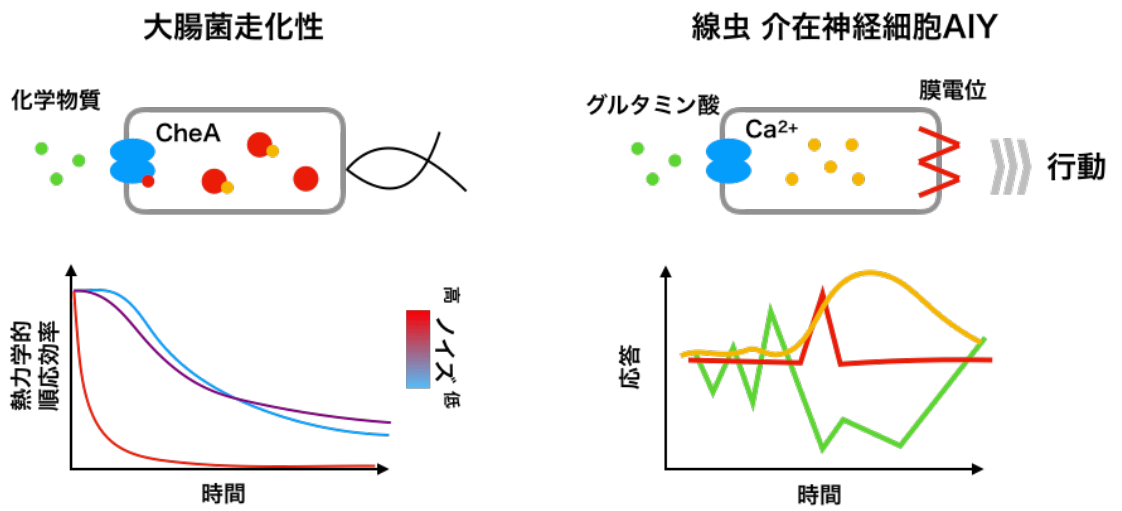 大腸菌走化性
化学物質
CheA
熱力学的
順応効率
時間
高
ノイズ
低
線虫 介在神経細胞AIY
グルタミン酸
Ca²⁺
膜電位
行動
応答
時間